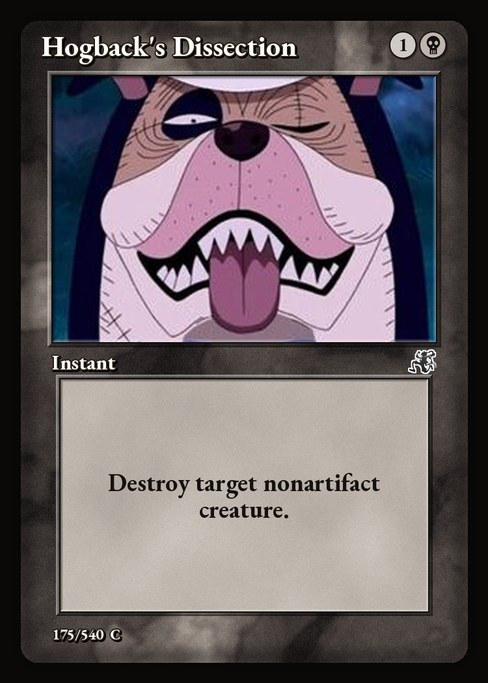 Hogback's Dissection 1
Instant
Destroy target nonartifact
creature.
175/540 C